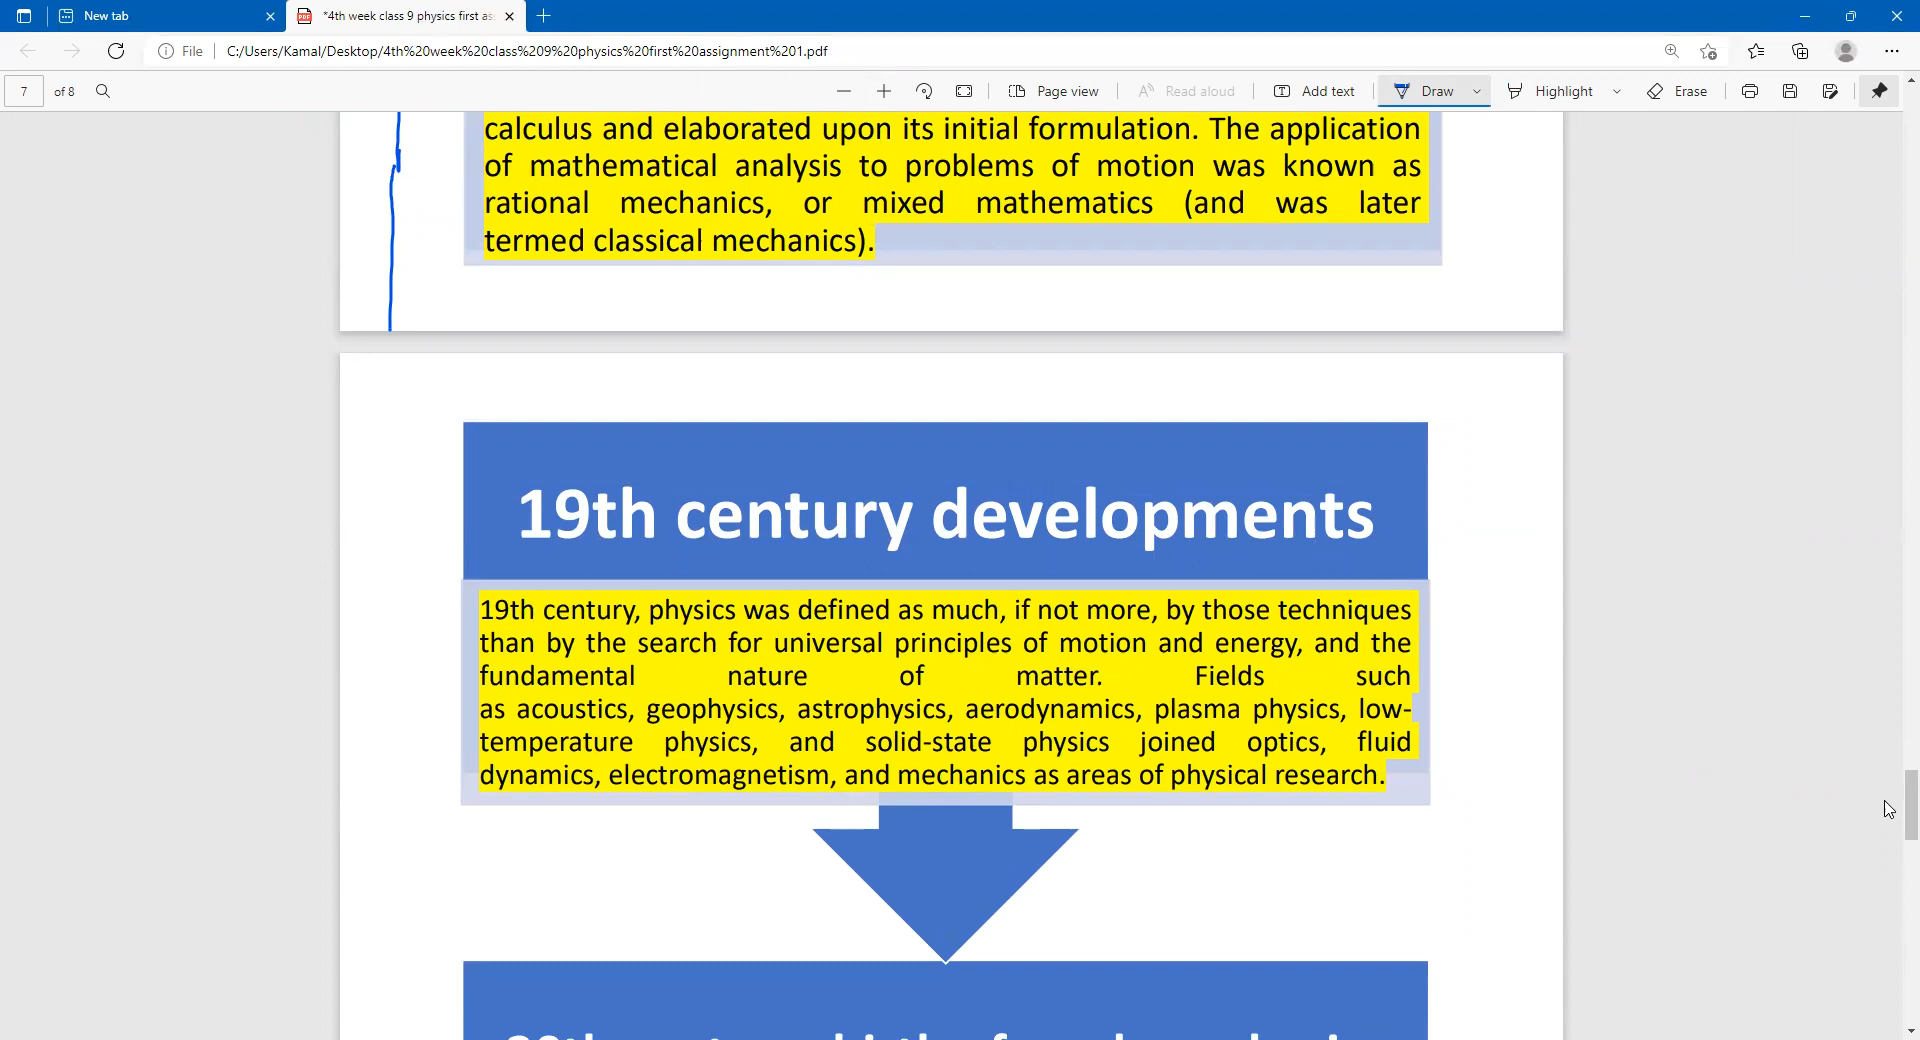 New tab
*4th week class 9 physics first as
File
C:/Users/Kamal/Desktop/4th%20week%20class%209%20physics%20first%20assignment%201.pdf
7 of 8
Page view
Read aloud
Add text
Draw
Highlight
Erase
calculus and elaborated upon its initial formulation. The application
of mathematical analysis to problems of motion was known as
rational mechanics, or mixed mathematics (and was later
termed classical mechanics).
19th century developments
19th century, physics was defined as much, if not more, by those techniques
than by the search for universal principles of motion and energy, and the
fundamental nature of matter. Fields such
as acoustics, geophysics, astrophysics, aerodynamics, plasma physics, low-
temperature physics, and solid-state physics joined optics, fluid
dynamics, electromagnetism, and mechanics as areas of physical research.